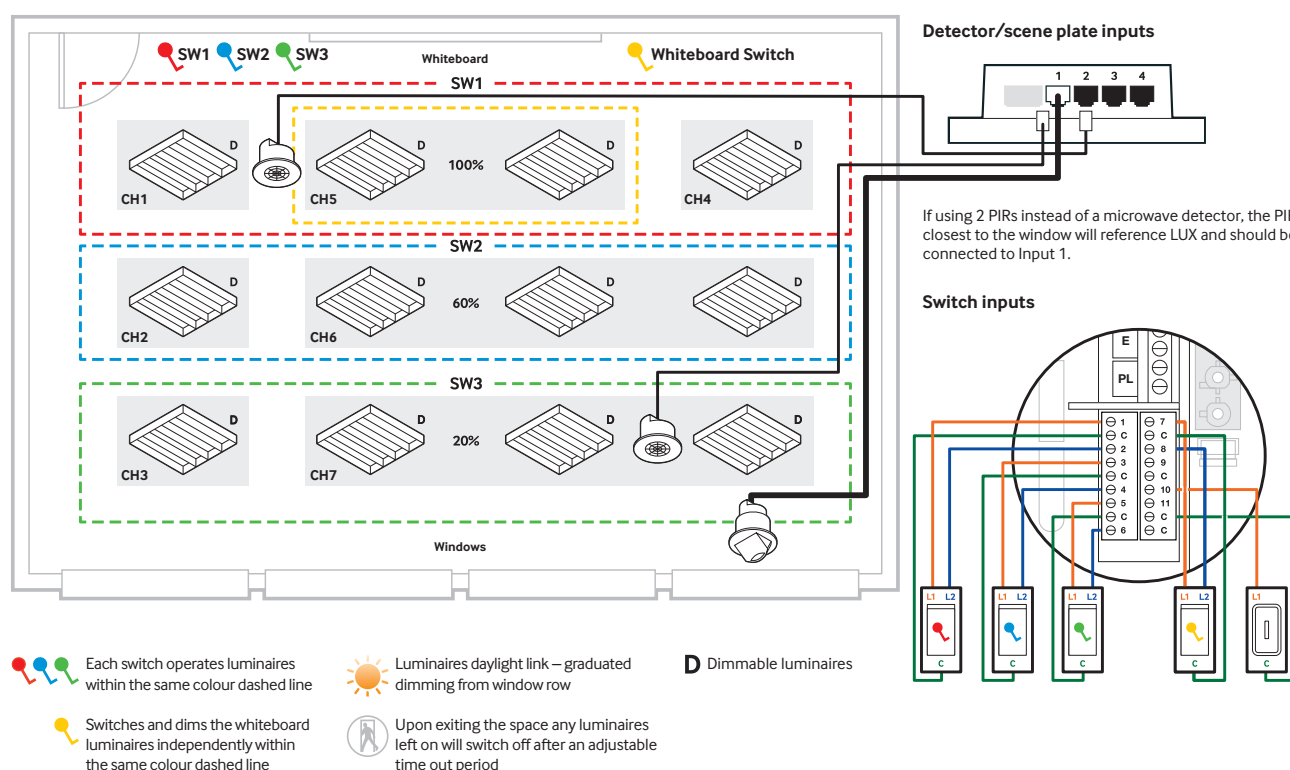 SW1 SW2 SW3
Whiteboard
Whiteboard Switch
SW1
D
D
D
D
100%
CH1
CH5
CH4
SW2
D
D
D
D
60%
CH2
CH6
SW3
D
D
D
D
20%
CH3
CH7
Windows
Detector/scene plate inputs
1 2 3 4
If using 2 PIRs instead of a microwave detector, the
closest to the window will reference LUX and should
connected to Input 1.
Switch inputs
E
PL
1 7
C C
2 8
3 9
C C
4 10
5 11
C C
6 C
L1 L2 L1 L2 L1 L2 L1 L2 L1
C C C C C
Each switch operates luminaires
within the same colour dashed line
Switches and dims the whiteboard
luminaires independently within
the same colour dashed line
Luminaires daylight link – graduated
dimming from window row
Upon exiting the space any luminaires
left on will switch off after an adjustable
time out period
D Dimmable luminaires